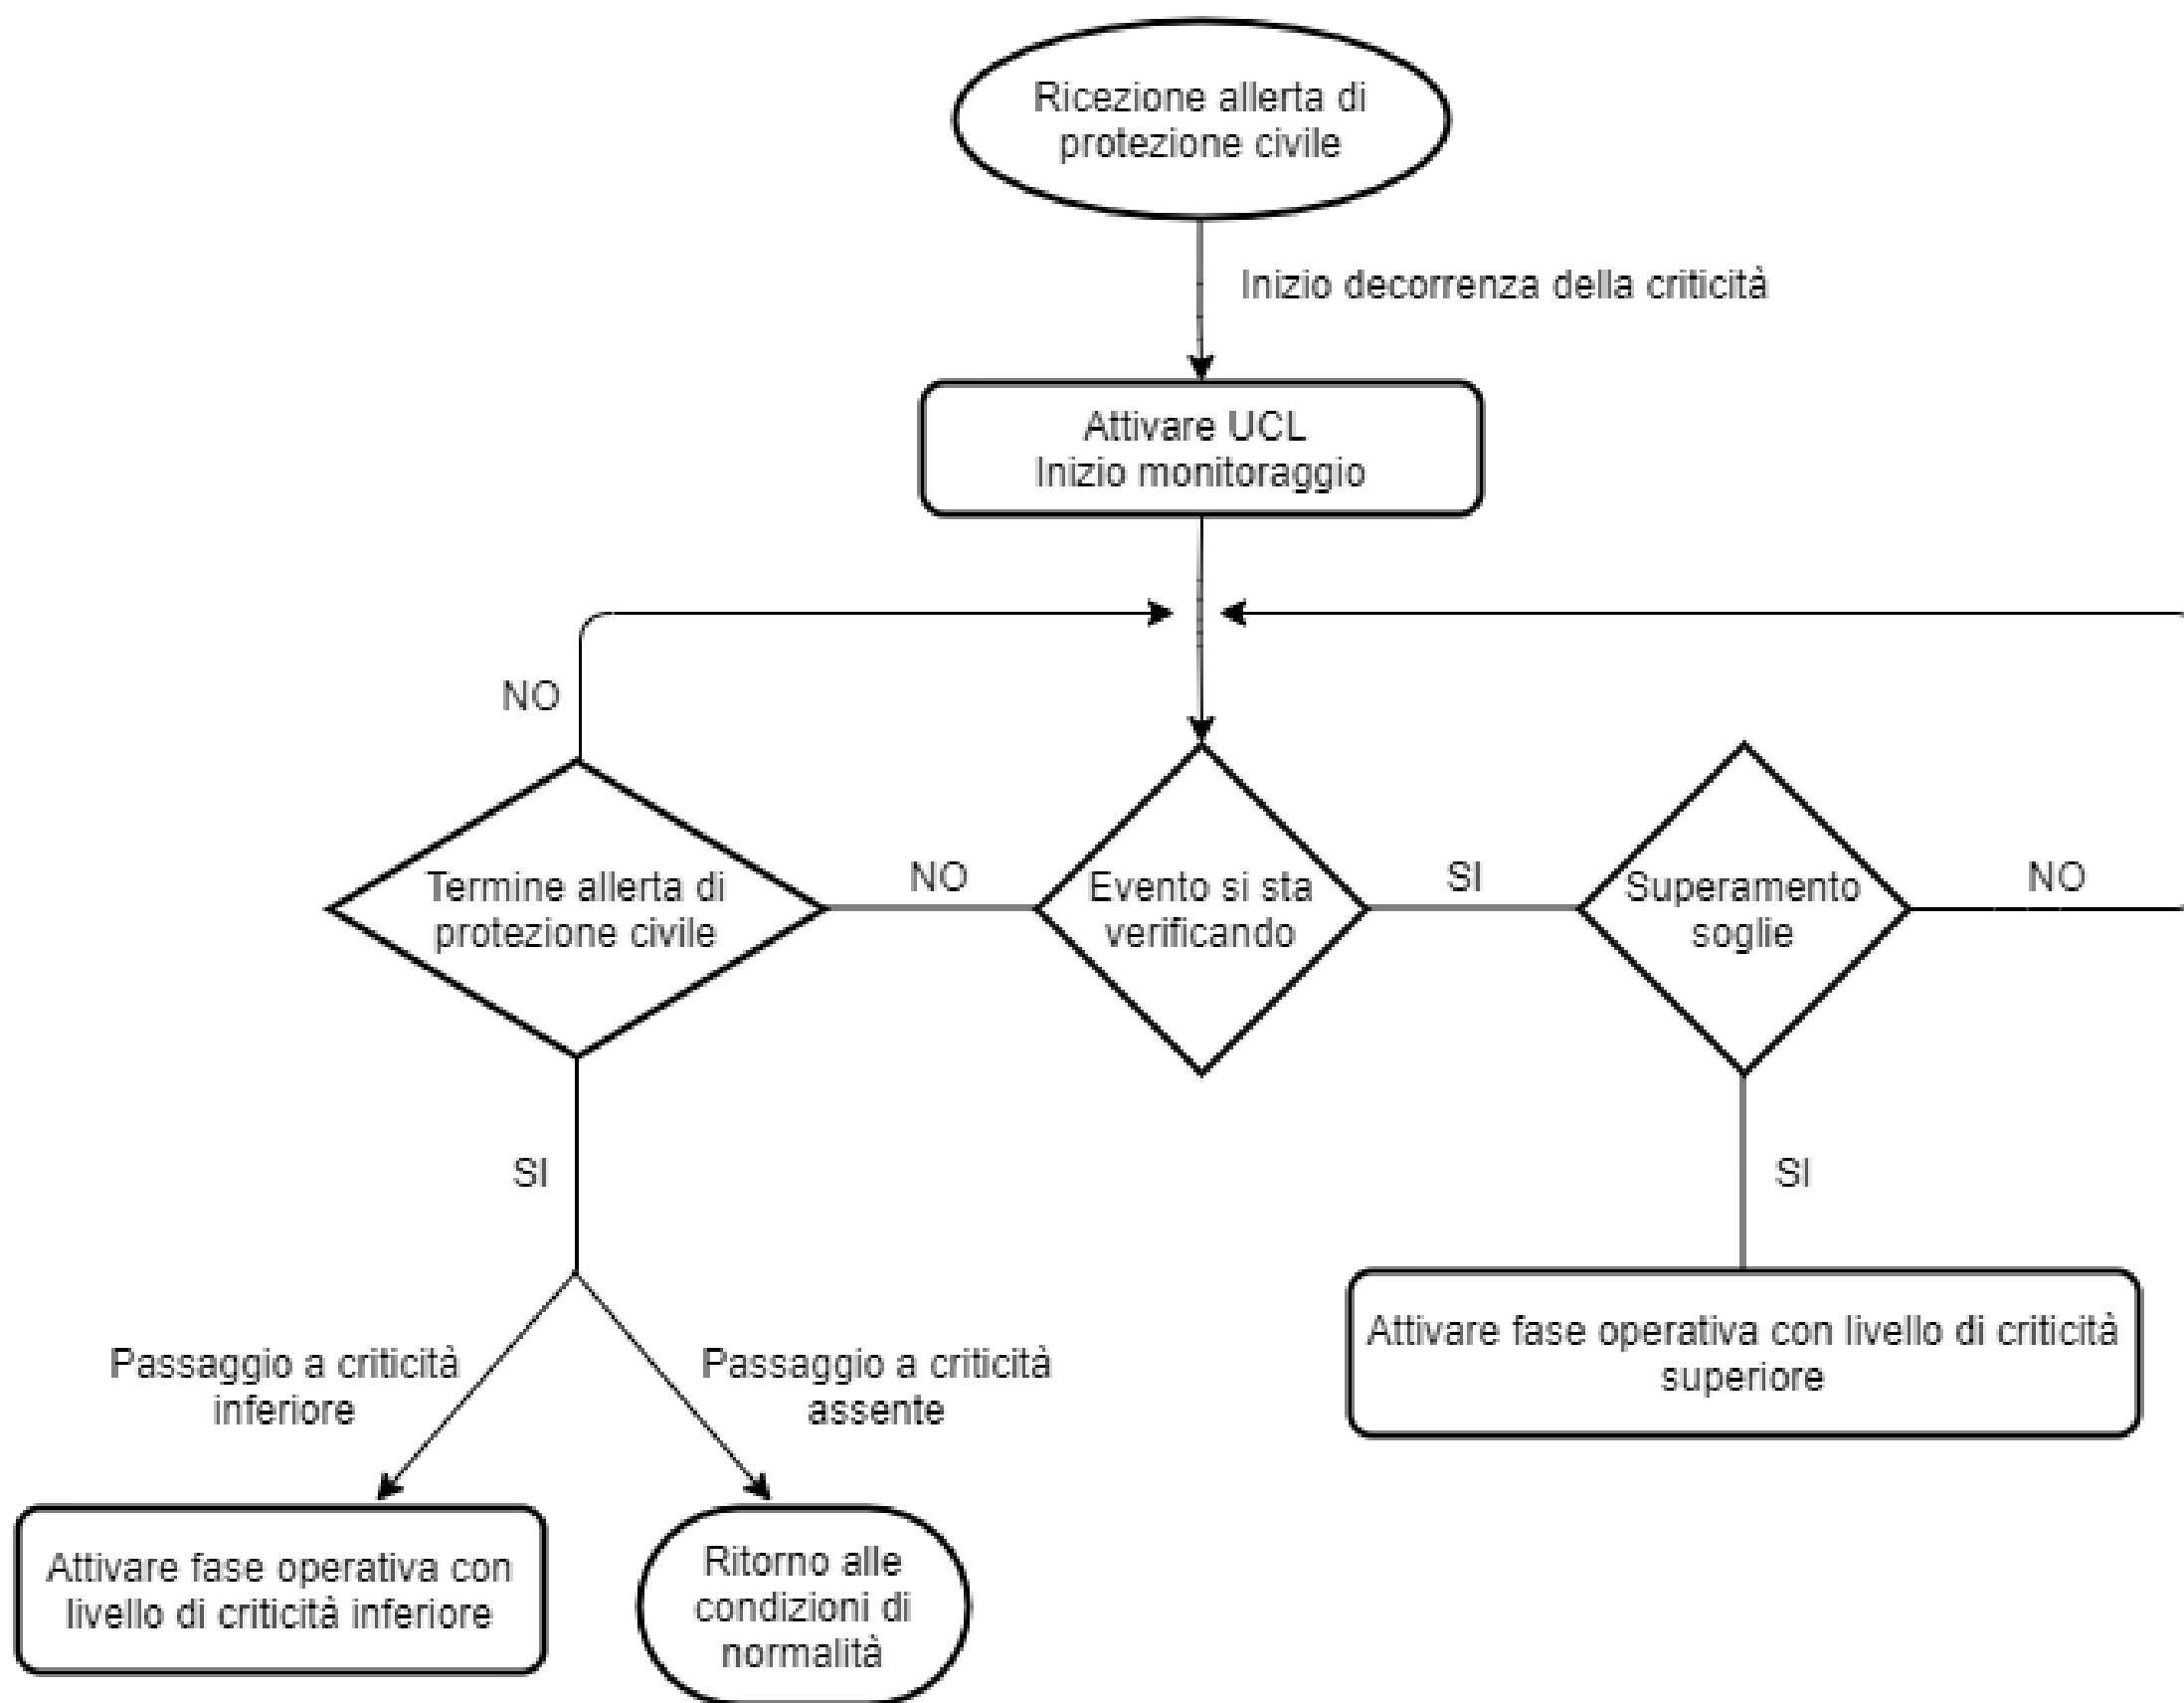 Ricezione allerta di
protezione civile
Inizio decorrenza della criticità
Attivare UCL
Inizio monitoraggio
NO
Termine allerta di
protezione civile
NO
Evento si sta
verificando
SI
Superamento
soglie
NO
SI
SI
Passaggio a criticità
inferiore
Passaggio a criticità
assente
Attivare fase operativa con livello di criticità
superiore
Attivare fase operativa con
livello di criticità inferiore
Ritorno alle
condizioni di
normalità